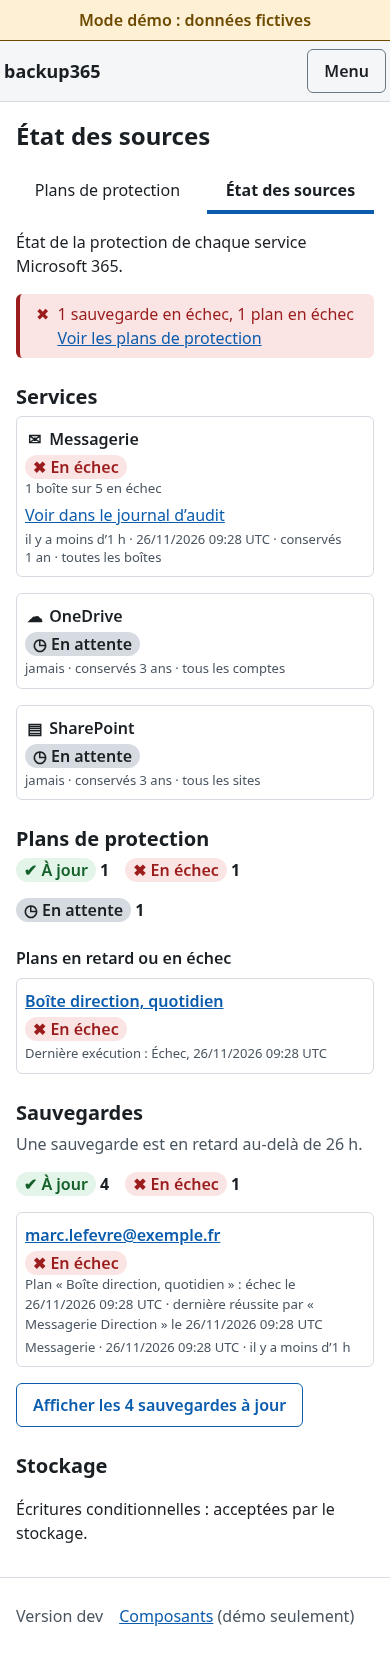 Mode démo : données fictives
backup365
Menu
État des sources
Plans de protection
État des sources
État de la protection de chaque service
Microsoft 365.
✖ 1 sauvegarde en échec, 1 plan en échec
Voir les plans de protection
Services
✉ Messagerie
✖ En échec
1 boîte sur 5 en échec
Voir dans le journal d’audit
il y a moins d’1 h · 26/11/2026 09:28 UTC · conservés
1 an · toutes les boîtes
☁ OneDrive
◷ En attente
jamais · conservés 3 ans · tous les comptes
▤ SharePoint
◷ En attente
jamais · conservés 3 ans · tous les sites
Plans de protection
✔ À jour 1 ✖ En échec 1
◷ En attente 1
Plans en retard ou en échec
Boîte direction, quotidien
✖ En échec
Dernière exécution : Échec, 26/11/2026 09:28 UTC
Sauvegardes
Une sauvegarde est en retard au-delà de 26 h.
✔ À jour 4 ✖ En échec 1
marc.lefevre@exemple.fr
✖ En échec
Plan « Boîte direction, quotidien » : échec le
26/11/2026 09:28 UTC · dernière réussite par «
Messagerie Direction » le 26/11/2026 09:28 UTC
Messagerie · 26/11/2026 09:28 UTC · il y a moins d’1 h
Afficher les 4 sauvegardes à jour
Stockage
Écritures conditionnelles : acceptées par le
stockage.
Version dev Composants (démo seulement)